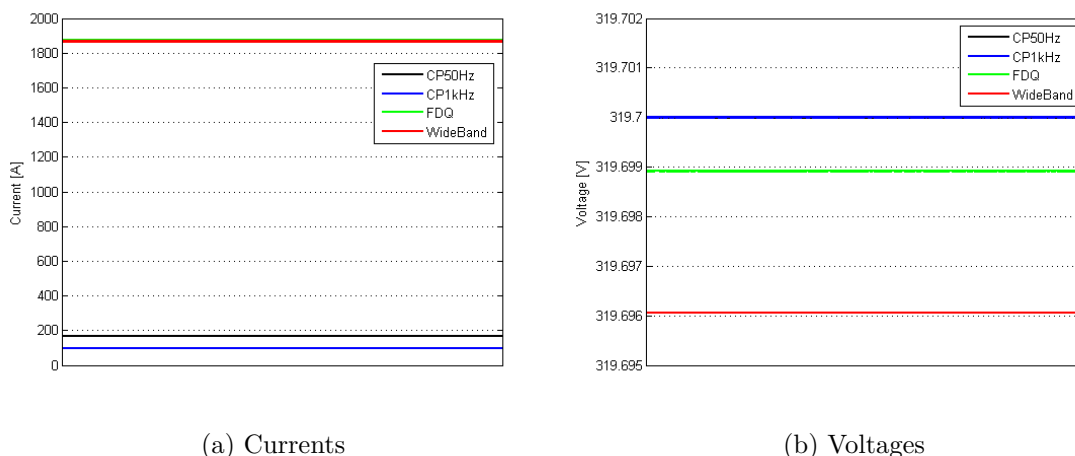 2000
1800
1600
1400
1200
1000
800
600
400
200
0
Current [A]
CP50Hz
CP1kHz
FDQ
WideBand
(a) Currents
319.702
319.701
319.7
319.699
319.698
319.697
319.696
319.695
Voltage [V]
CP50Hz
CP1kHz
FDQ
WideBand
(b) Voltages